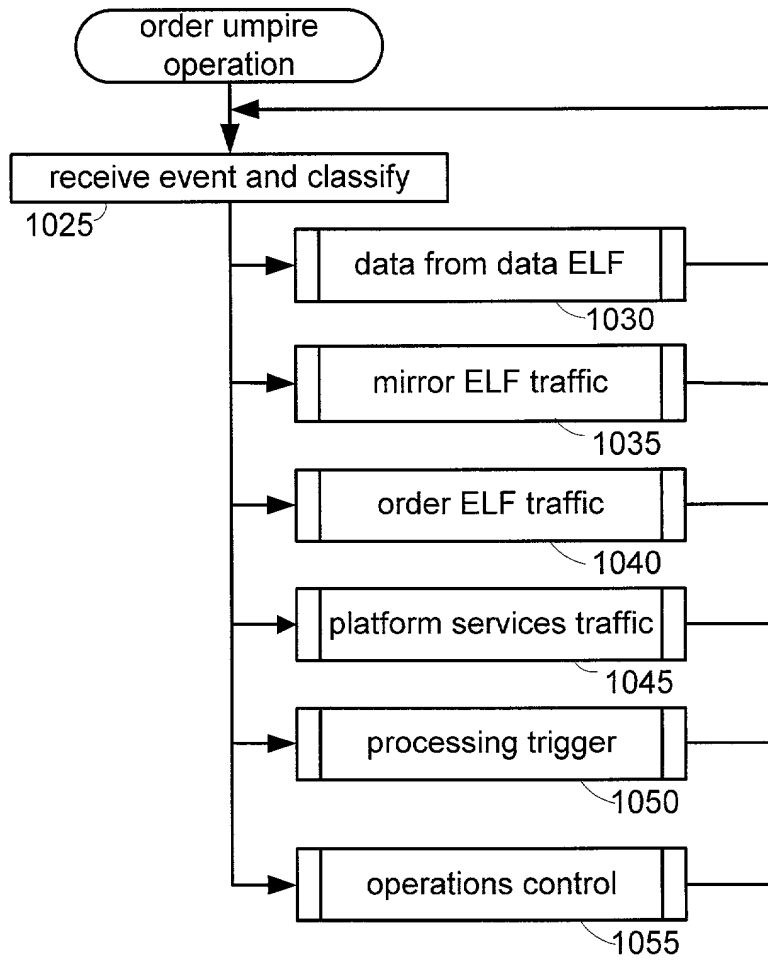 order umpire
operation
receive event and classify
1025
data from data ELF
1030
mirror ELF traffic
1035
order ELF traffic
1040
platform services traffic
1045
processing trigger
1050
operations control
1055